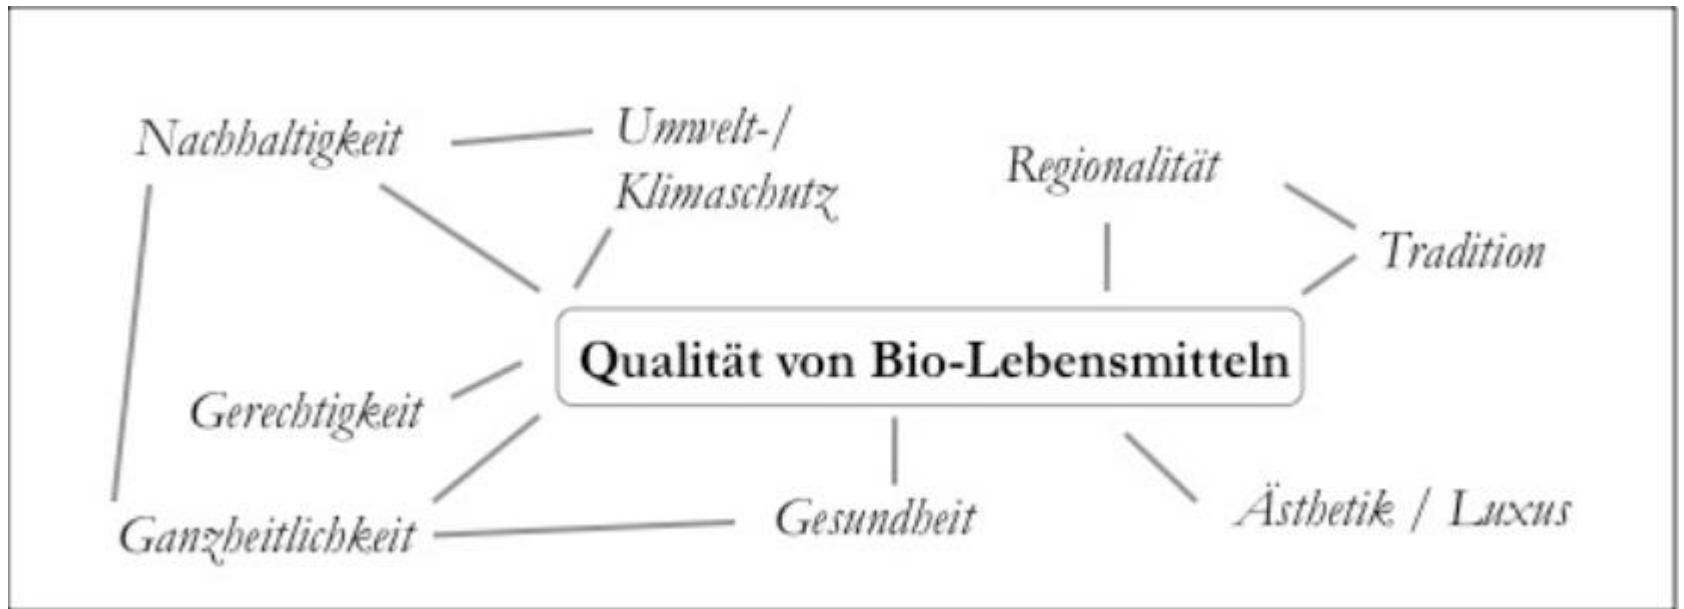 Nachhaltigkeit
Umwelt-/
Klimaschutz
Regionalität
Tradition
Qualität von Bio-Lebensmitteln
Gerechtigkeit
Ganzheitlichkeit
Gesundheit
Ästhetik / Luxus